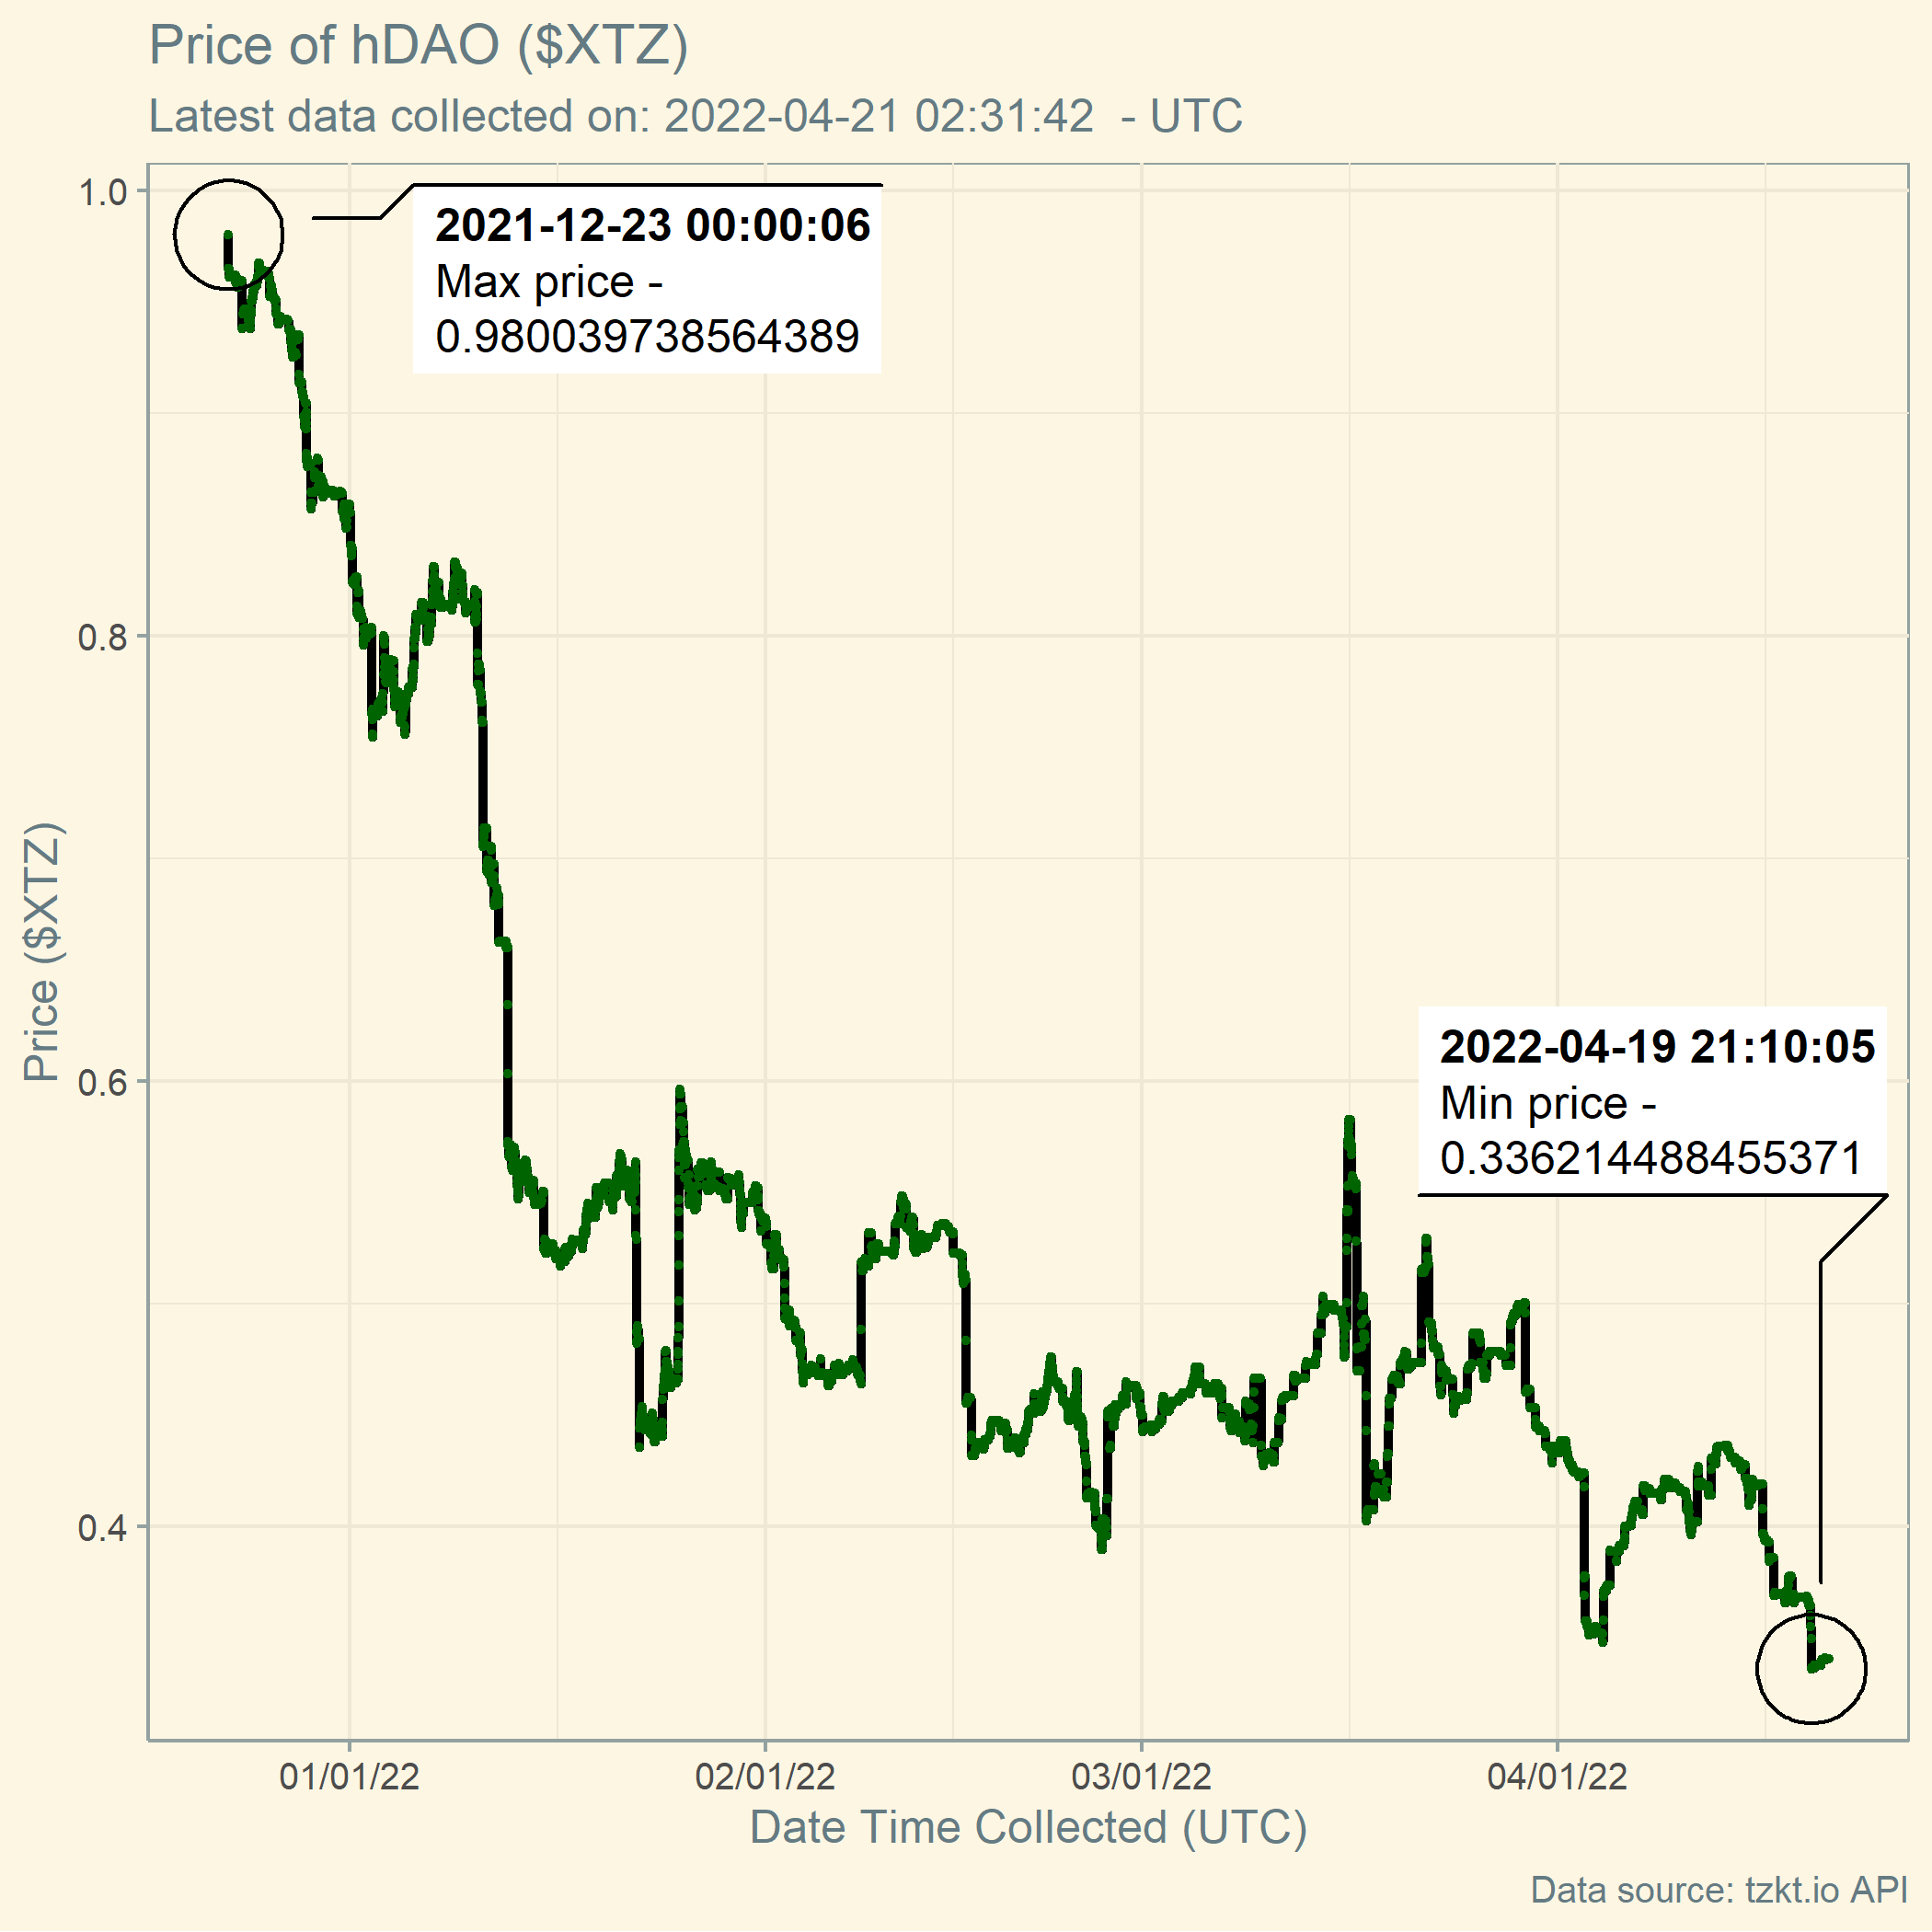 Price of hDAO ($XTZ)
Latest data collected on: 2022-04-21 02:31:42  - UTC
1.0
0.8
0.6
0.4
Price ($XTZ)
2021-12-23 00:00:06
Max price -
0.980039738564389
2022-04-19 21:10:05
Min price -
0.336214488455371
01/01/22
02/01/22
03/01/22
04/01/22
Date Time Collected (UTC)
Data source: tzkt.io API